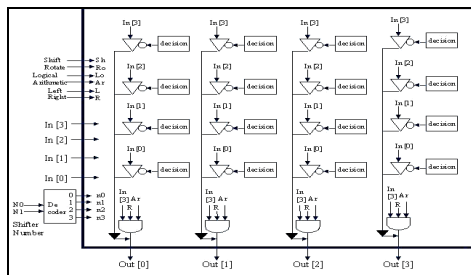 In [3] In [3] In [3] In [3]
decision decision decision decision
Shift Sh
Rotate Ro
Logical Lo
Arithmetic Ar
Left L
Right R
In [2] In [2] In [2] In [2]
decision decision decision decision
In [1] In [1] In [1] In [1]
decision decision decision decision
In [0] In [0] In [0] In [0]
decision decision decision decision
In [3]
In [2]
In [1]
In [0]
N0
N1
De coder
0 n0
1 n1
2 n2
3 n3
Shifter
Number
In [3] Ar R
In [3] Ar R
In [3] Ar R
In [3] Ar R
Out [0] Out [1] Out [2] Out [3]